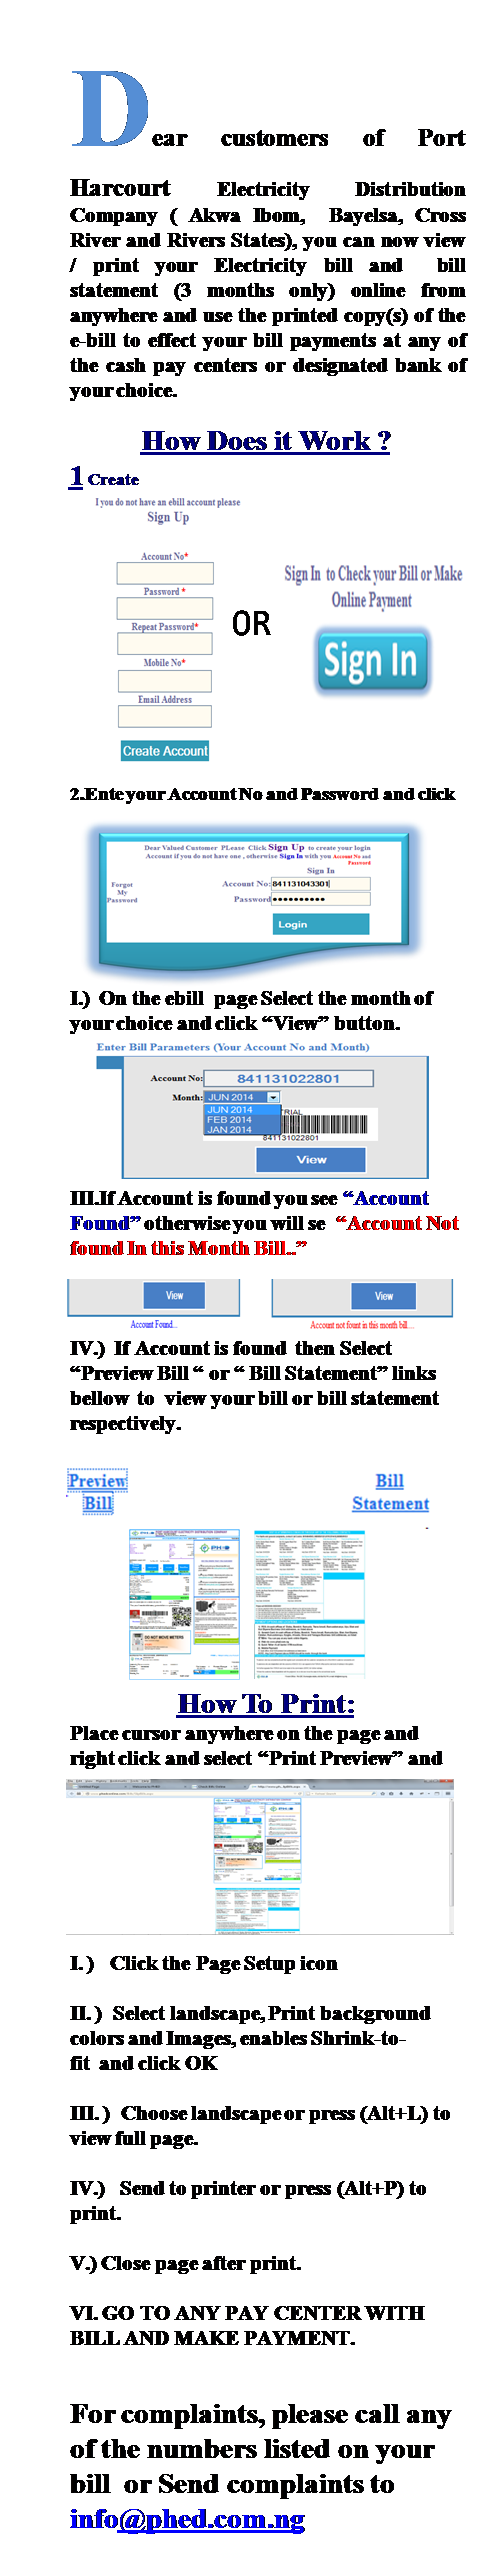 Dear customers of Port
Harcourt Electricity Distribution
Company ( Akwa Ibom, Bayelsa, Cross
River and Rivers States), you can now view
/ print your Electricity bill and bill
statement (3 months only) online from
anywhere and use the printed copy(s) of the
e-bill to effect your bill payments at any of
the cash pay centers or designated bank of
your choice.
How Does it Work ?
1 Create
I you do not have an ebill account please
Sign Up
Account No*
Password *
Repeat Password*
Mobile No*
Email Address
Create Account
OR
Sign In to Check your Bill or Make
Online Payment
Sign In
2.Ente your Account No and Password and click
Dear Valued Customer PLease Click Sign Up to create your login
Account if you do not have one , otherwise Sign In with you Account No and
Password
Sign In
Forgot
My
Password
Account No: 841131043301
Password ●●●●●●●●●●
Login
I.) On the ebill page Select the month of
your choice and click “View” button.
Enter Bill Parameters (Your Account No and Month)
Account No: 841131022801
Month: JUN 2014
JUN 2014
FEB 2014
JAN 2014
TRIAL
841131022801
View
III.If Account is found you see “Account
Found” otherwise you will se “Account Not
found In this Month Bill..”
View
Account Found...
View
Account not fount in this month bill....
IV.) If Account is found then Select
“Preview Bill “ or “ Bill Statement” links
bellow to view your bill or bill statement
respectively.
Preview
Bill
Bill
Statement
PHED
DO NOT MOVE METERS
How To Print:
Place cursor anywhere on the page and
right click and select “Print Preview” and
I. ) Click the Page Setup icon
II. ) Select landscape, Print background
colors and Images, enables Shrink-to-
fit and click OK
III. ) Choose landscape or press (Alt+L) to
view full page.
IV.) Send to printer or press (Alt+P) to
print.
V.) Close page after print.
VI. GO TO ANY PAY CENTER WITH
BILL AND MAKE PAYMENT.
For complaints, please call any
of the numbers listed on your
bill or Send complaints to
info@phed.com.ng